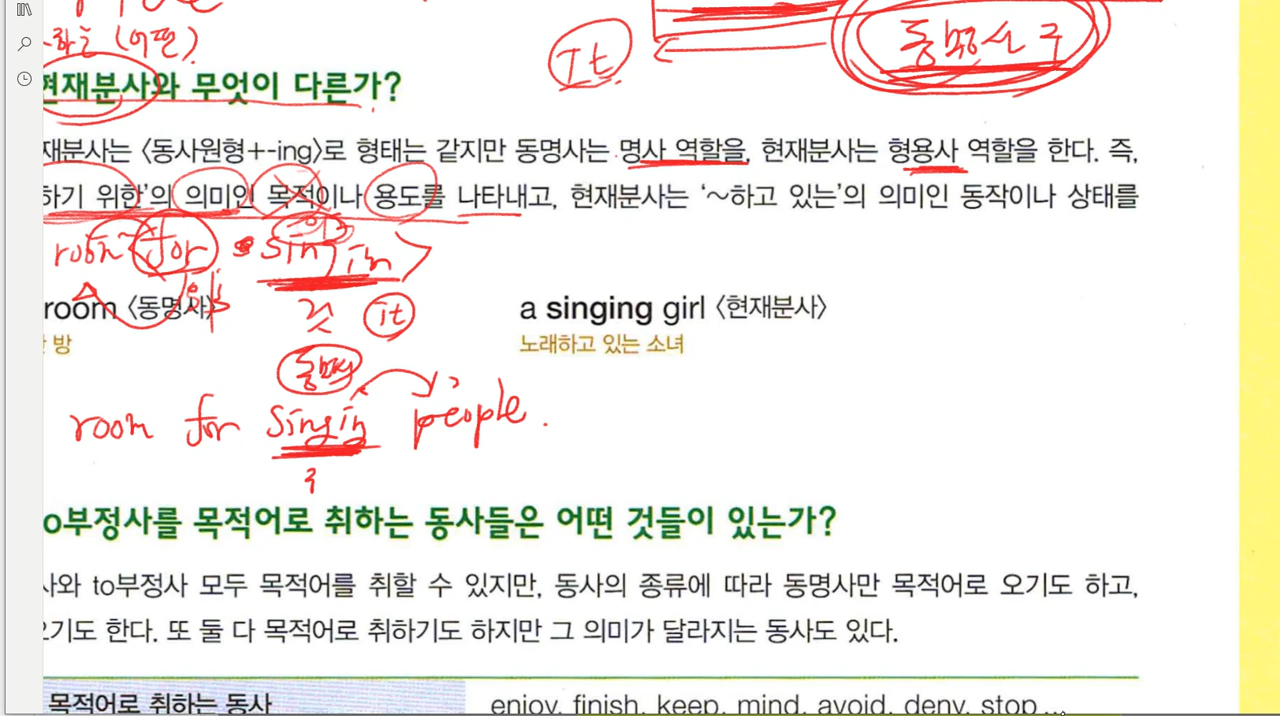 ~하는 (어떤)
It
동명사 구
현재분사와 무엇이 다른가?
재분사는 〈동사원형+-ing〉로 형태는 같지만 동명사는 명사 역할을, 현재분사는 형용사 역할을 한다. 즉,
하기 위한'의 의미인 목적이나 용도를 나타내고, 현재분사는 '~하고 있는'의 의미인 동작이나 상태를
room for
room 〈동명사〉
것 it
a singing girl 〈현재분사〉
방
노래하고 있는 소녀
room for singing people.
to부정사를 목적어로 취하는 동사들은 어떤 것들이 있는가?
사와 to부정사 모두 목적어를 취할 수 있지만, 동사의 종류에 따라 동명사만 목적어로 오기도 하고,
오기도 한다. 또 둘 다 목적어로 취하기도 하지만 그 의미가 달라지는 동사도 있다.
목적어로 취하는 동사
enjoy, finish, keep, mind, avoid, deny, stop ...